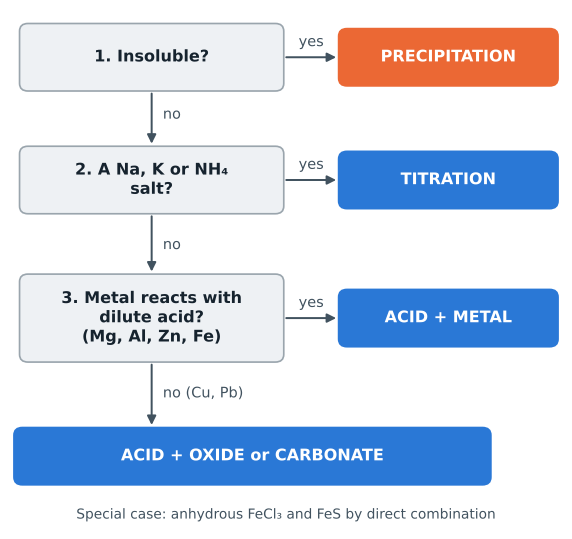 1. Insoluble?
yes
PRECIPITATION
no
2. A Na, K or NH₄
salt?
yes
TITRATION
no
3. Metal reacts with
dilute acid?
(Mg, Al, Zn, Fe)
yes
ACID + METAL
no (Cu, Pb)
ACID + OXIDE or CARBONATE
Special case: anhydrous FeCl₃ and FeS by direct combination